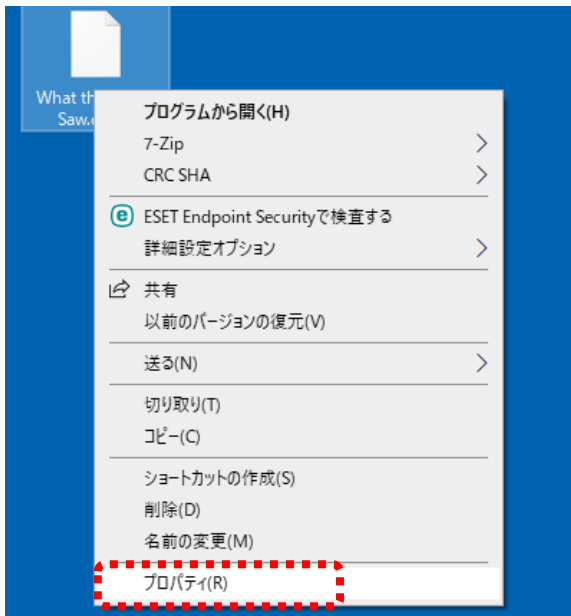 What th
Saw.
プログラムから開く(H)
7-Zip
CRC SHA
ESET Endpoint Securityで検査する
詳細設定オプション
共有
以前のバージョンの復元(V)
送る(N)
切り取り(T)
コピー(C)
ショートカットの作成(S)
削除(D)
名前の変更(M)
プロパティ(R)